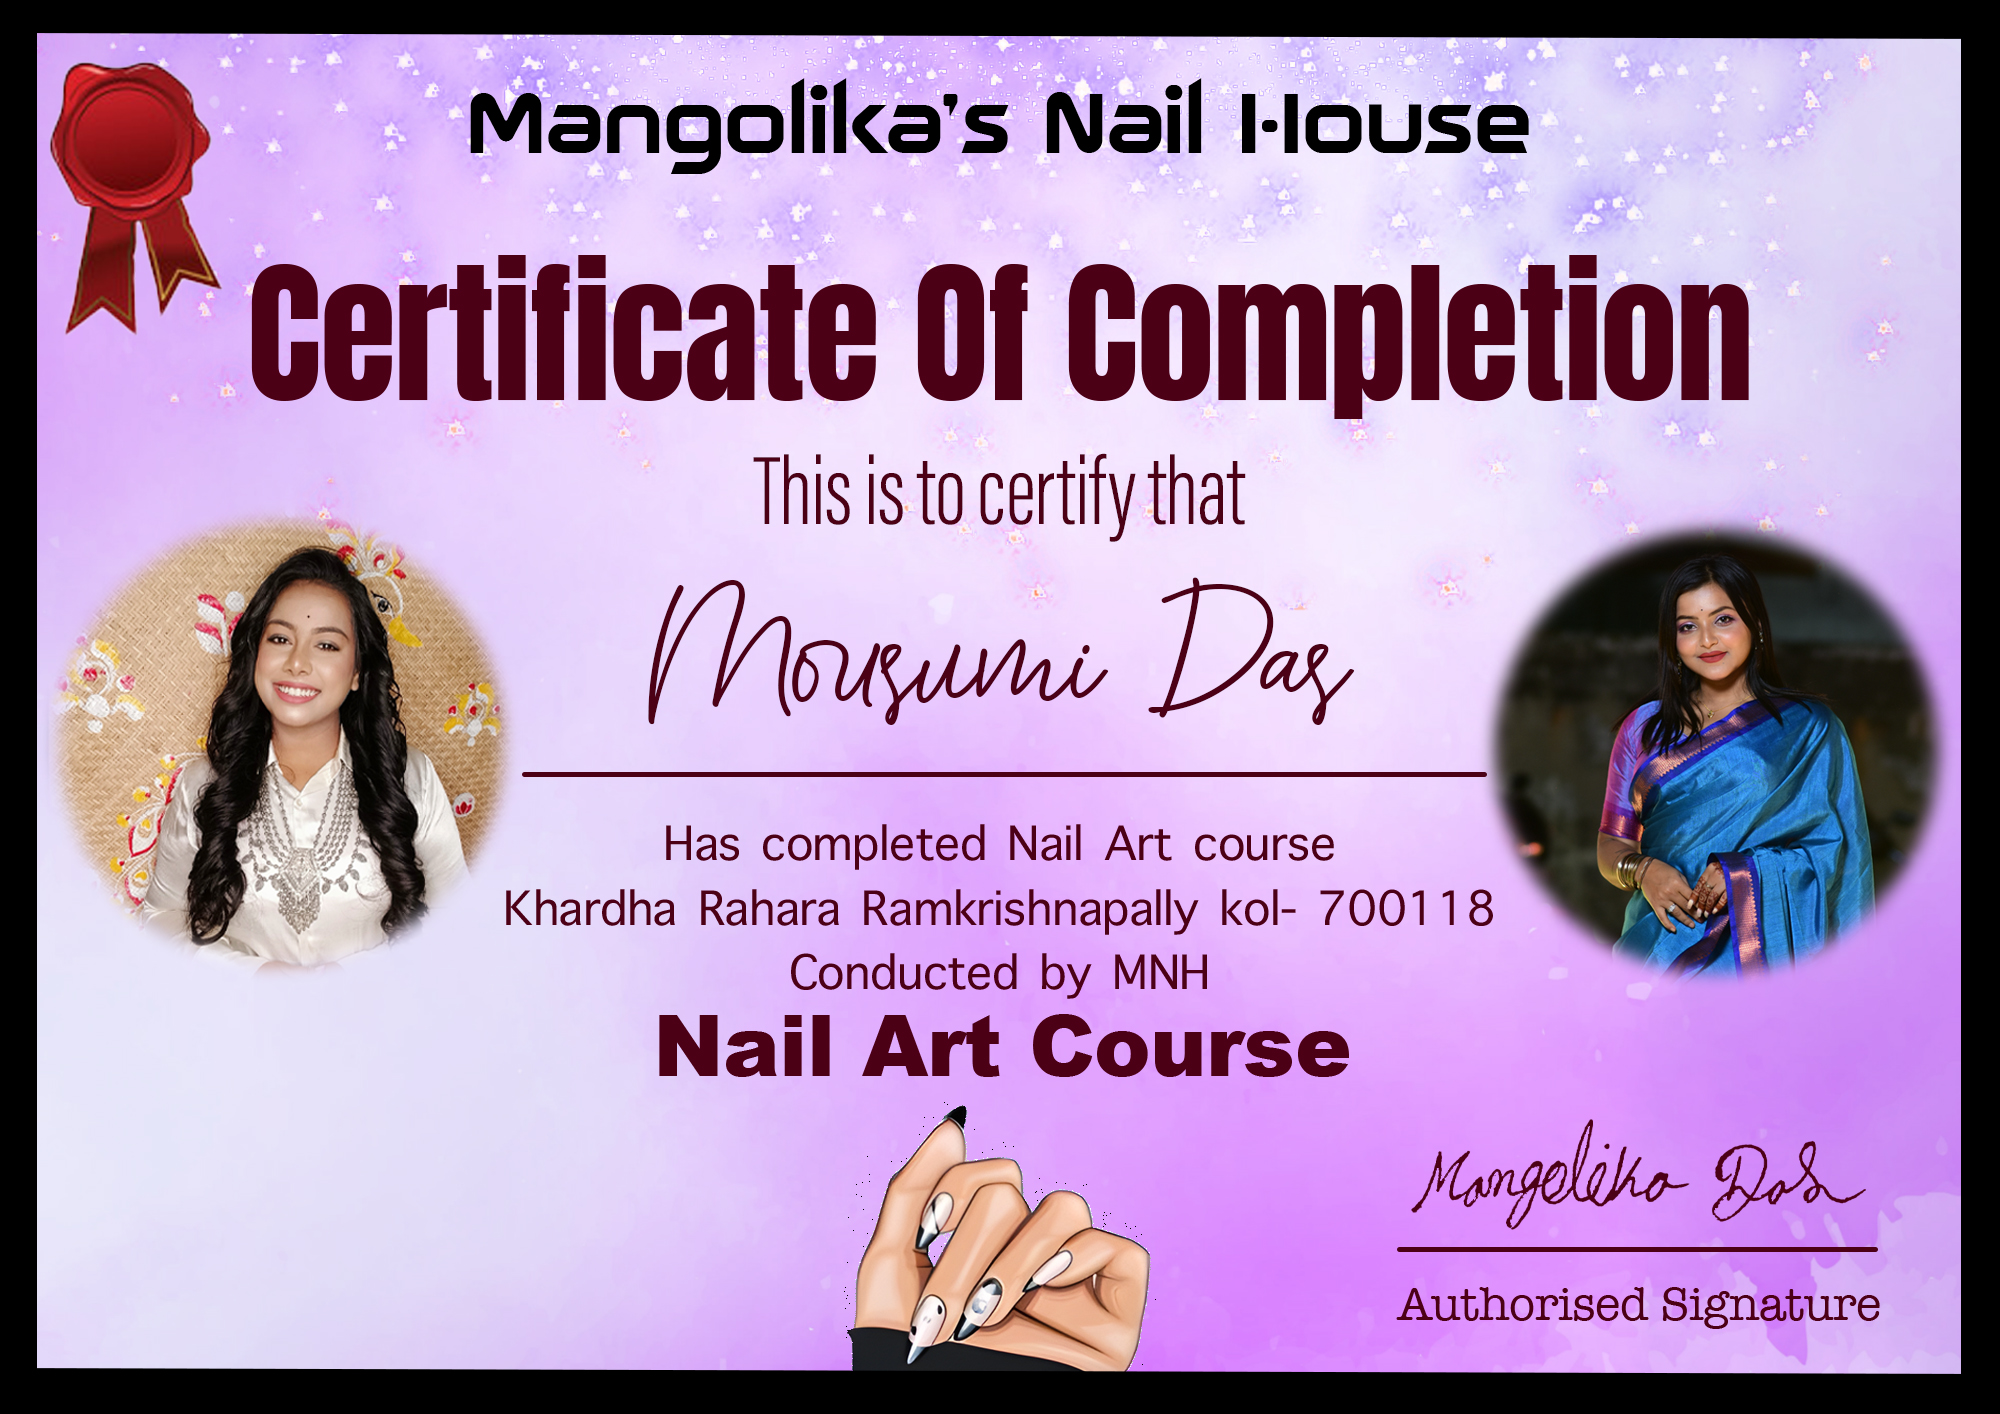 Mangolika's Nail House
Certificate Of Completion
This is to certify that
Mousumi Das
Has completed Nail Art course
Khardha Rahara Ramkrishnapally kol- 700118
Conducted by MNH
Nail Art Course
Mangolika Das
Authorised Signature